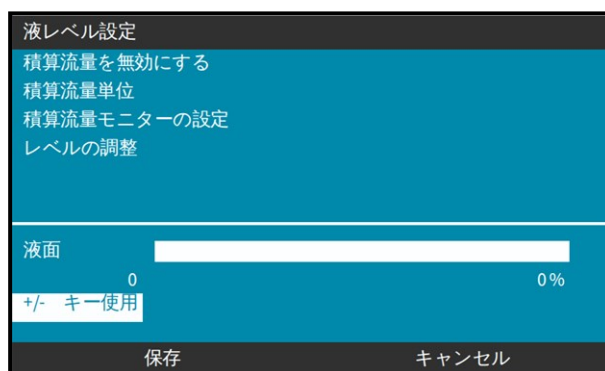 液レベル設定
積算流量を無効にする
積算流量単位
積算流量モニターの設定
レベルの調整
液面
0 0%
+/- キー使用
保存 キャンセル